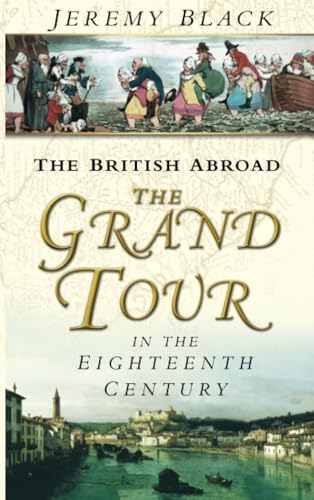 JEREMY BLACK
THE BRITISH ABROAD
THE
GRAND
TOUR
IN THE
EIGHTEENTH
CENTURY